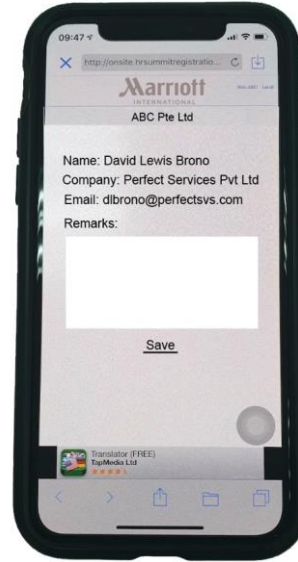 09:47
http://onsite.hrsummitregistratio...
Marriott
INTERNATIONAL
ABC Pte Ltd
Name: David Lewis Brono
Company: Perfect Services Pvt Ltd
Email: dlbrono@perfectsvs.com
Remarks:
Save
Translator (FREE)
TapMedia Ltd